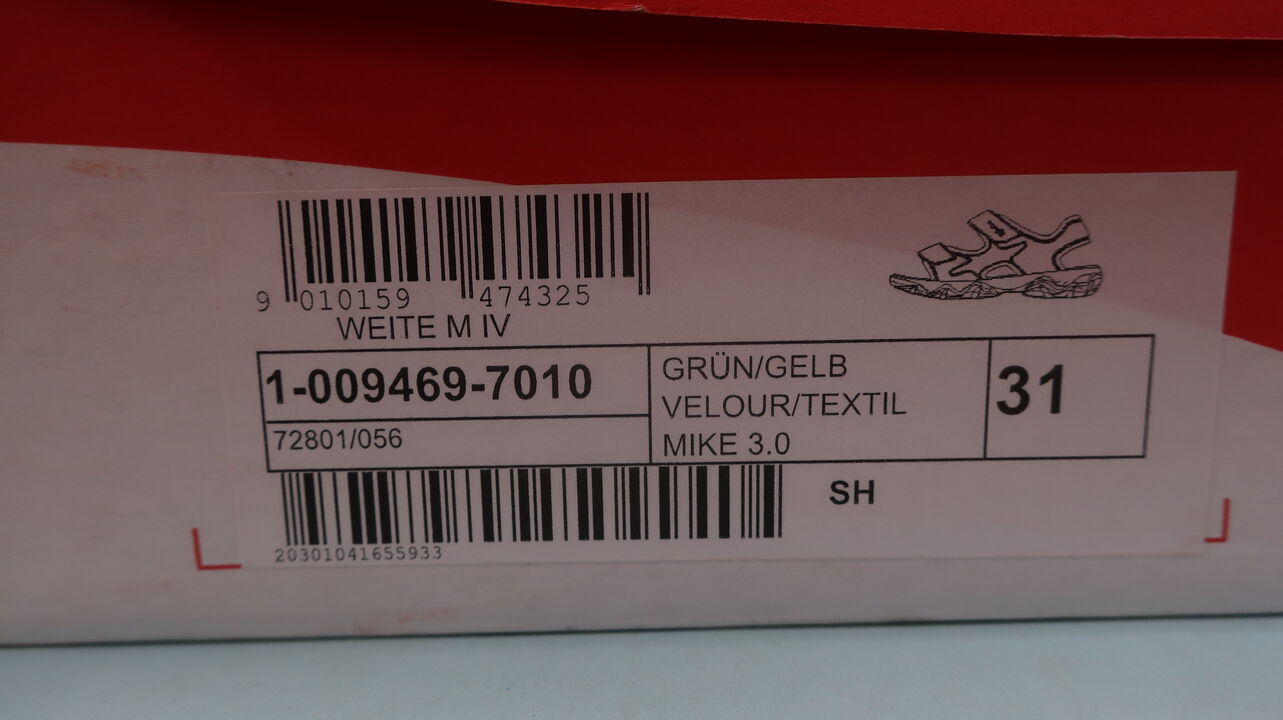 9 010159 474325
WEITE M IV
1-009469-7010
72801/056
GRÜN/GELB
VELOUR/TEXTIL
MIKE 3.0
31
20301041655933
SH